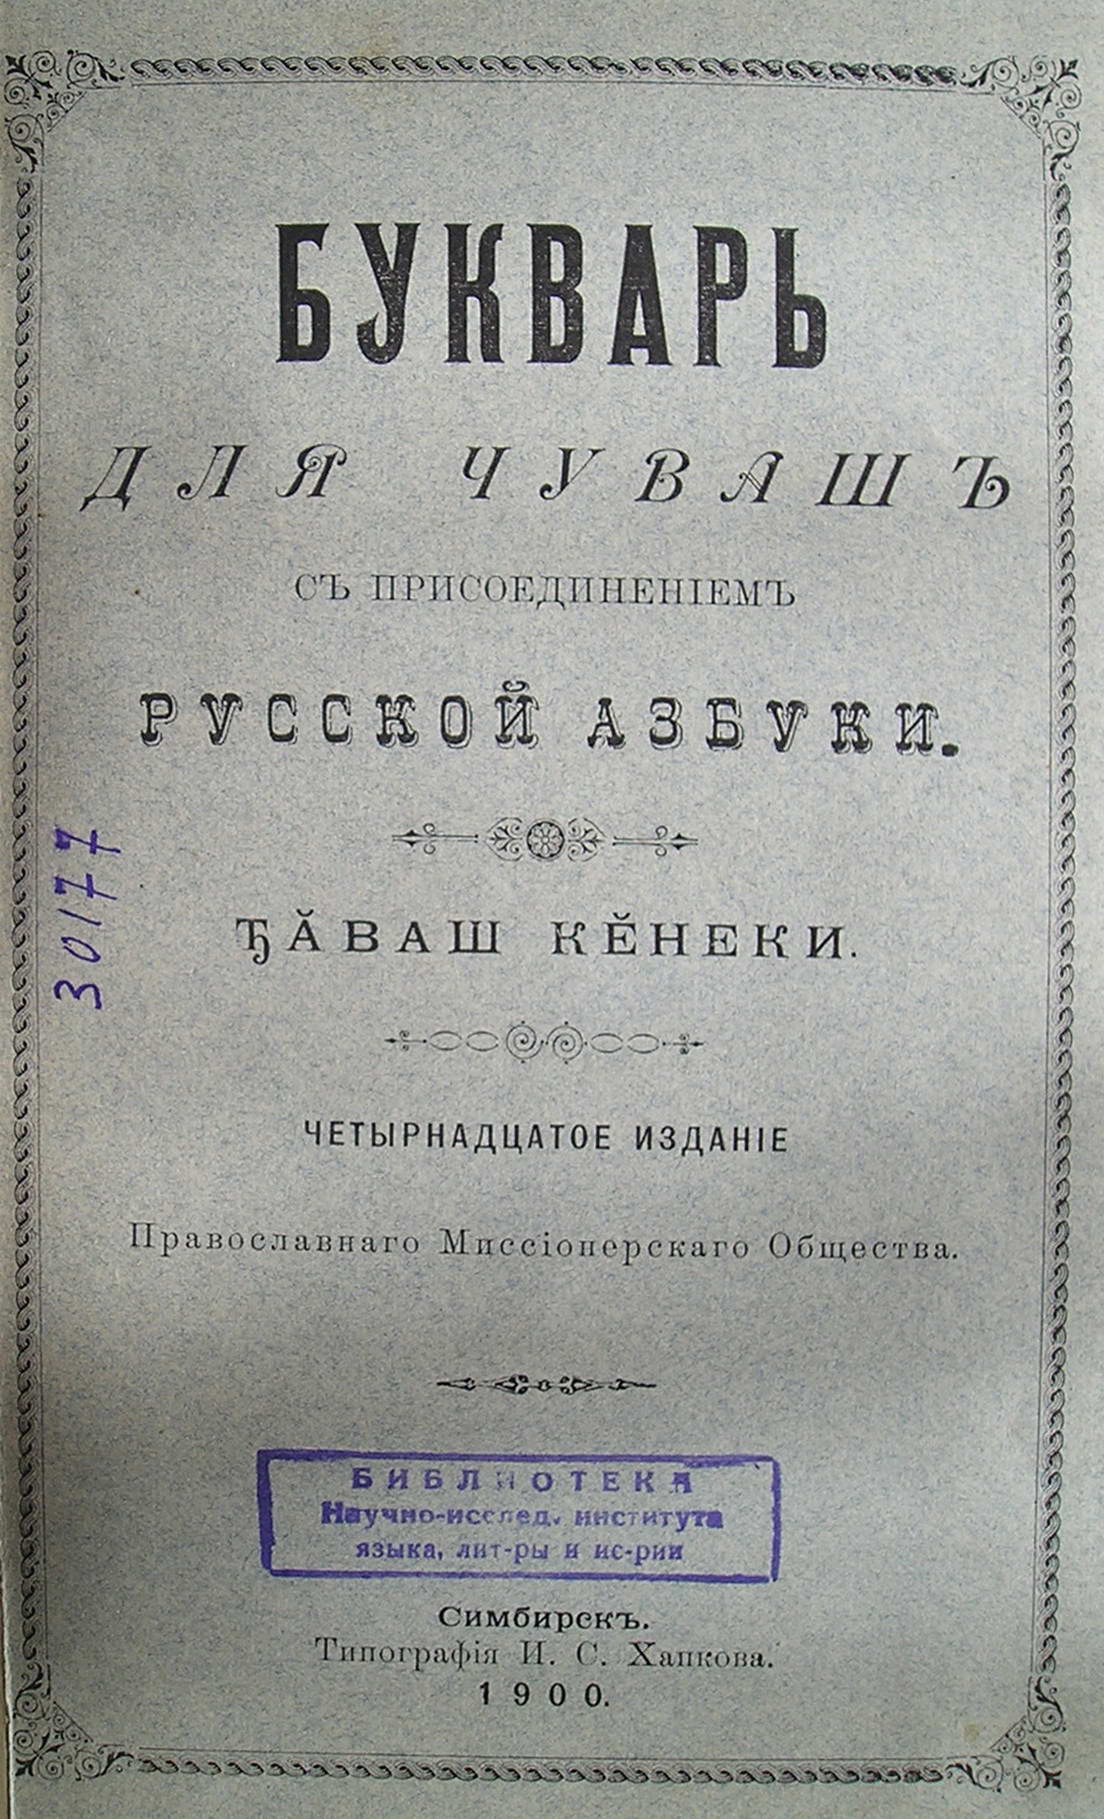 БУКВАРЬ
ДЛЯ ЧУВАШЪ
СЪ ПРИСОЕДИНЕНІЕМЪ
РУССКОЙ АЗБУКИ.
30177
ЂӐВАШ КӖНЕКИ.
ЧЕТЫРНАДЦАТОЕ ИЗДАНІЕ
Православнаго Миссіонерскаго Общества.
БИБЛИОТЕКА
Научно-исслед. института
языка, лит-ры и ис-рии
Симбирскъ.
Типографія И. С. Хапкова.
1900.